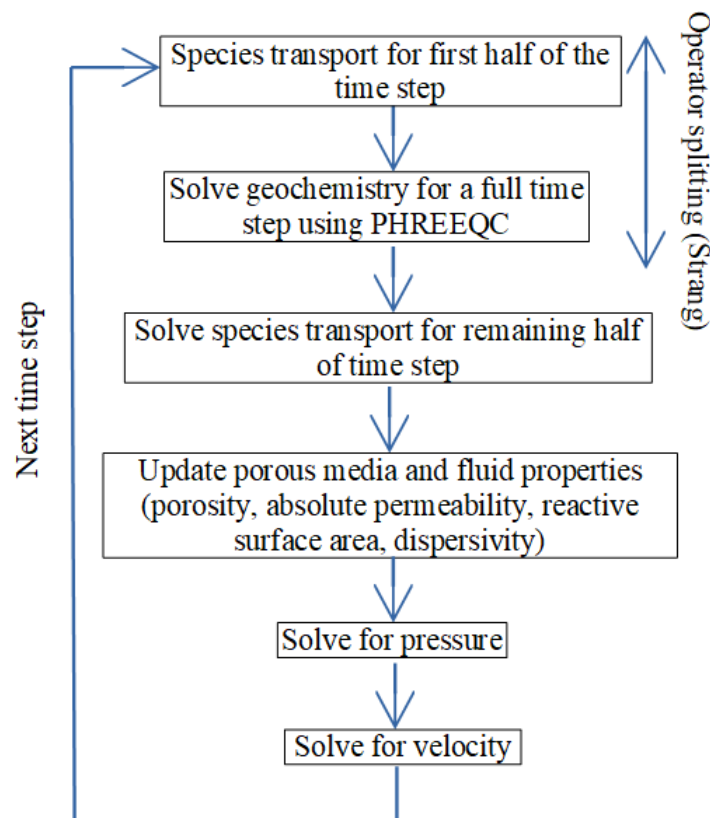 Species transport for first half of the
time step
Solve geochemistry for a full time
step using PHREEQC
Solve species transport for remaining half
of time step
Update porous media and fluid properties
(porosity, absolute permeability, reactive
surface area, dispersivity)
Solve for pressure
Solve for velocity
Next time step
Operator splitting (Strang)